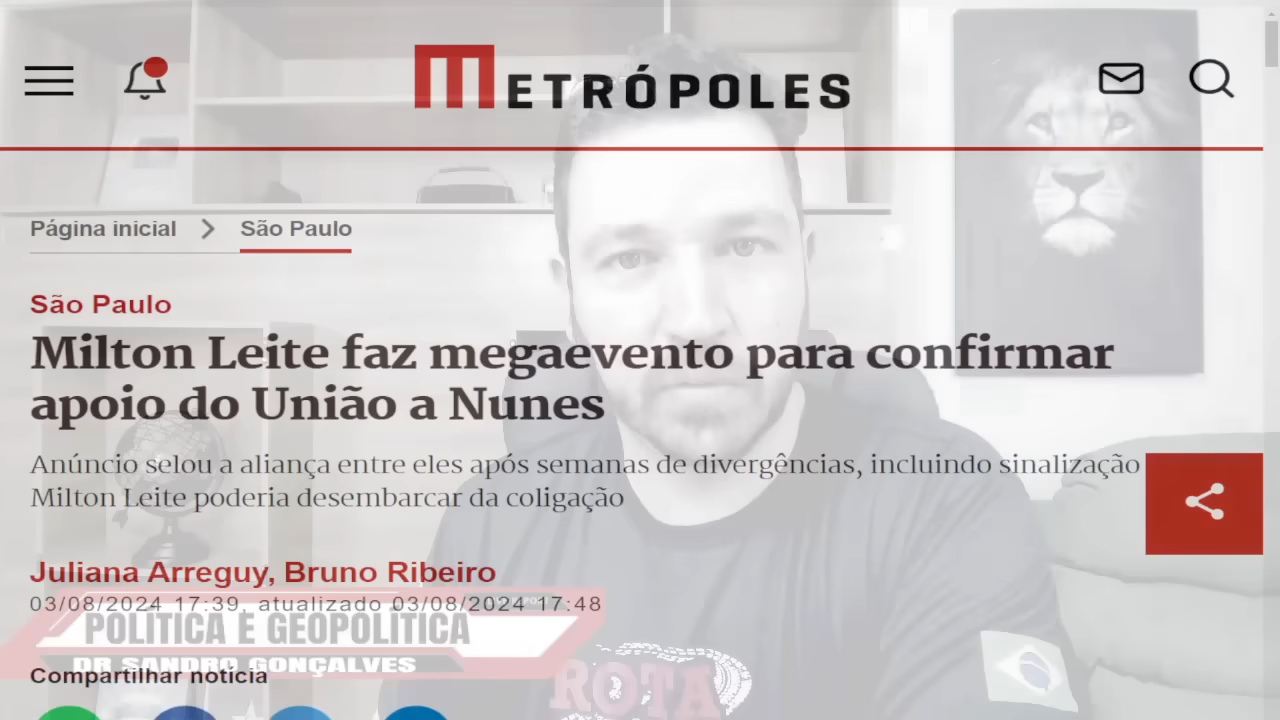 METRÓPOLES
Página inicial
São Paulo
São Paulo
Milton Leite faz megaevento para confirmar
apoio do União a Nunes
Anúncio selou a aliança entre eles após semanas de divergências, incluindo sinalização
Milton Leite poderia desembarcar da coligação
Juliana Arreguy, Bruno Ribeiro
03/08/2024 17:39, atualizado 03/08/2024 17:48
POLÍTICA E GEOPOLÍTICA
DR SANDRO GONÇALVES
Compartilhar notícia
ROTA